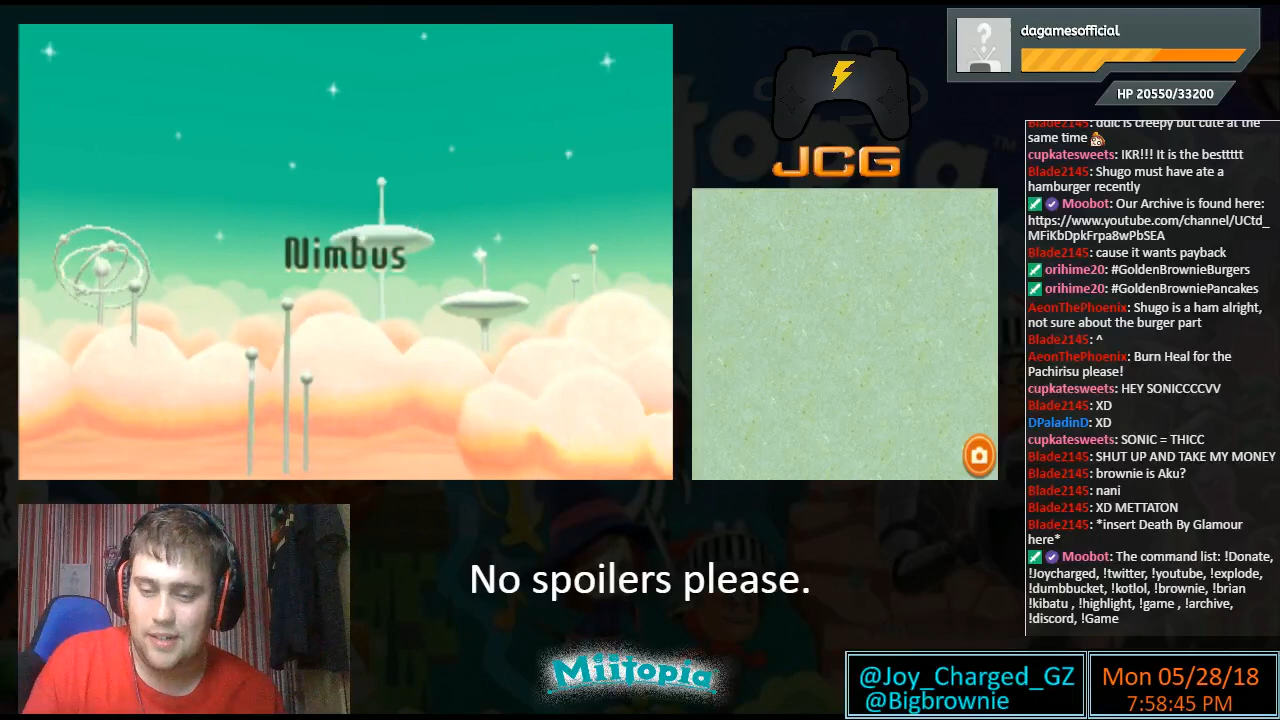 Nimbus
JCG
dagamesofficial
HP 20550/33200
Blade2145: ddlc is creepy but cute at the
same time
cupkatesweets: IKR!!! It is the bestttt
Blade2145: Shugo must have ate a
hamburger recently
Moobot: Our Archive is found here:
https://www.youtube.com/channel/UCtd_
MFiKbDpkFrpa8wPbSEA
Blade2145: cause it wants payback
orihime20: #GoldenBrownieBurgers
orihime20: #GoldenBrowniePancakes
AeonThePhoenix: Shugo is a ham alright,
not sure about the burger part
Blade2145: ^
AeonThePhoenix: Burn Heal for the
Pachirisu please!
cupkatesweets: HEY SONICCCCVV
Blade2145: XD
DPaladinD: XD
cupkatesweets: SONIC = THICC
Blade2145: SHUT UP AND TAKE MY MONEY
Blade2145: brownie is Aku?
Blade2145: nani
Blade2145: XD METTATON
Blade2145: *insert Death By Glamour
here*
Moobot: The command list: !Donate,
!Joycharged, !twitter, !youtube, !explode,
!dumbbucket, !kotlol, !brownie, !brian
!kibatu , !highlight, !game , !archive,
!discord, !Game
No spoilers please.
Miitopia
@Joy_Charged_GZ
@Bigbrownie
Mon 05/28/18
7:58:45 PM